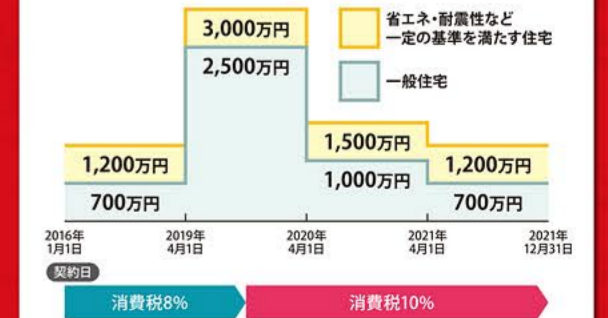 3,000万円
2,500万円
省エネ・耐震性など
一定の基準を満たす住宅
一般住宅
1,200万円
700万円
1,500万円
1,000万円
1,200万円
700万円
2016年
1月1日
2019年
4月1日
2020年
4月1日
2021年
4月1日
2021年
12月31日
契約日
消費税8%
消費税10%